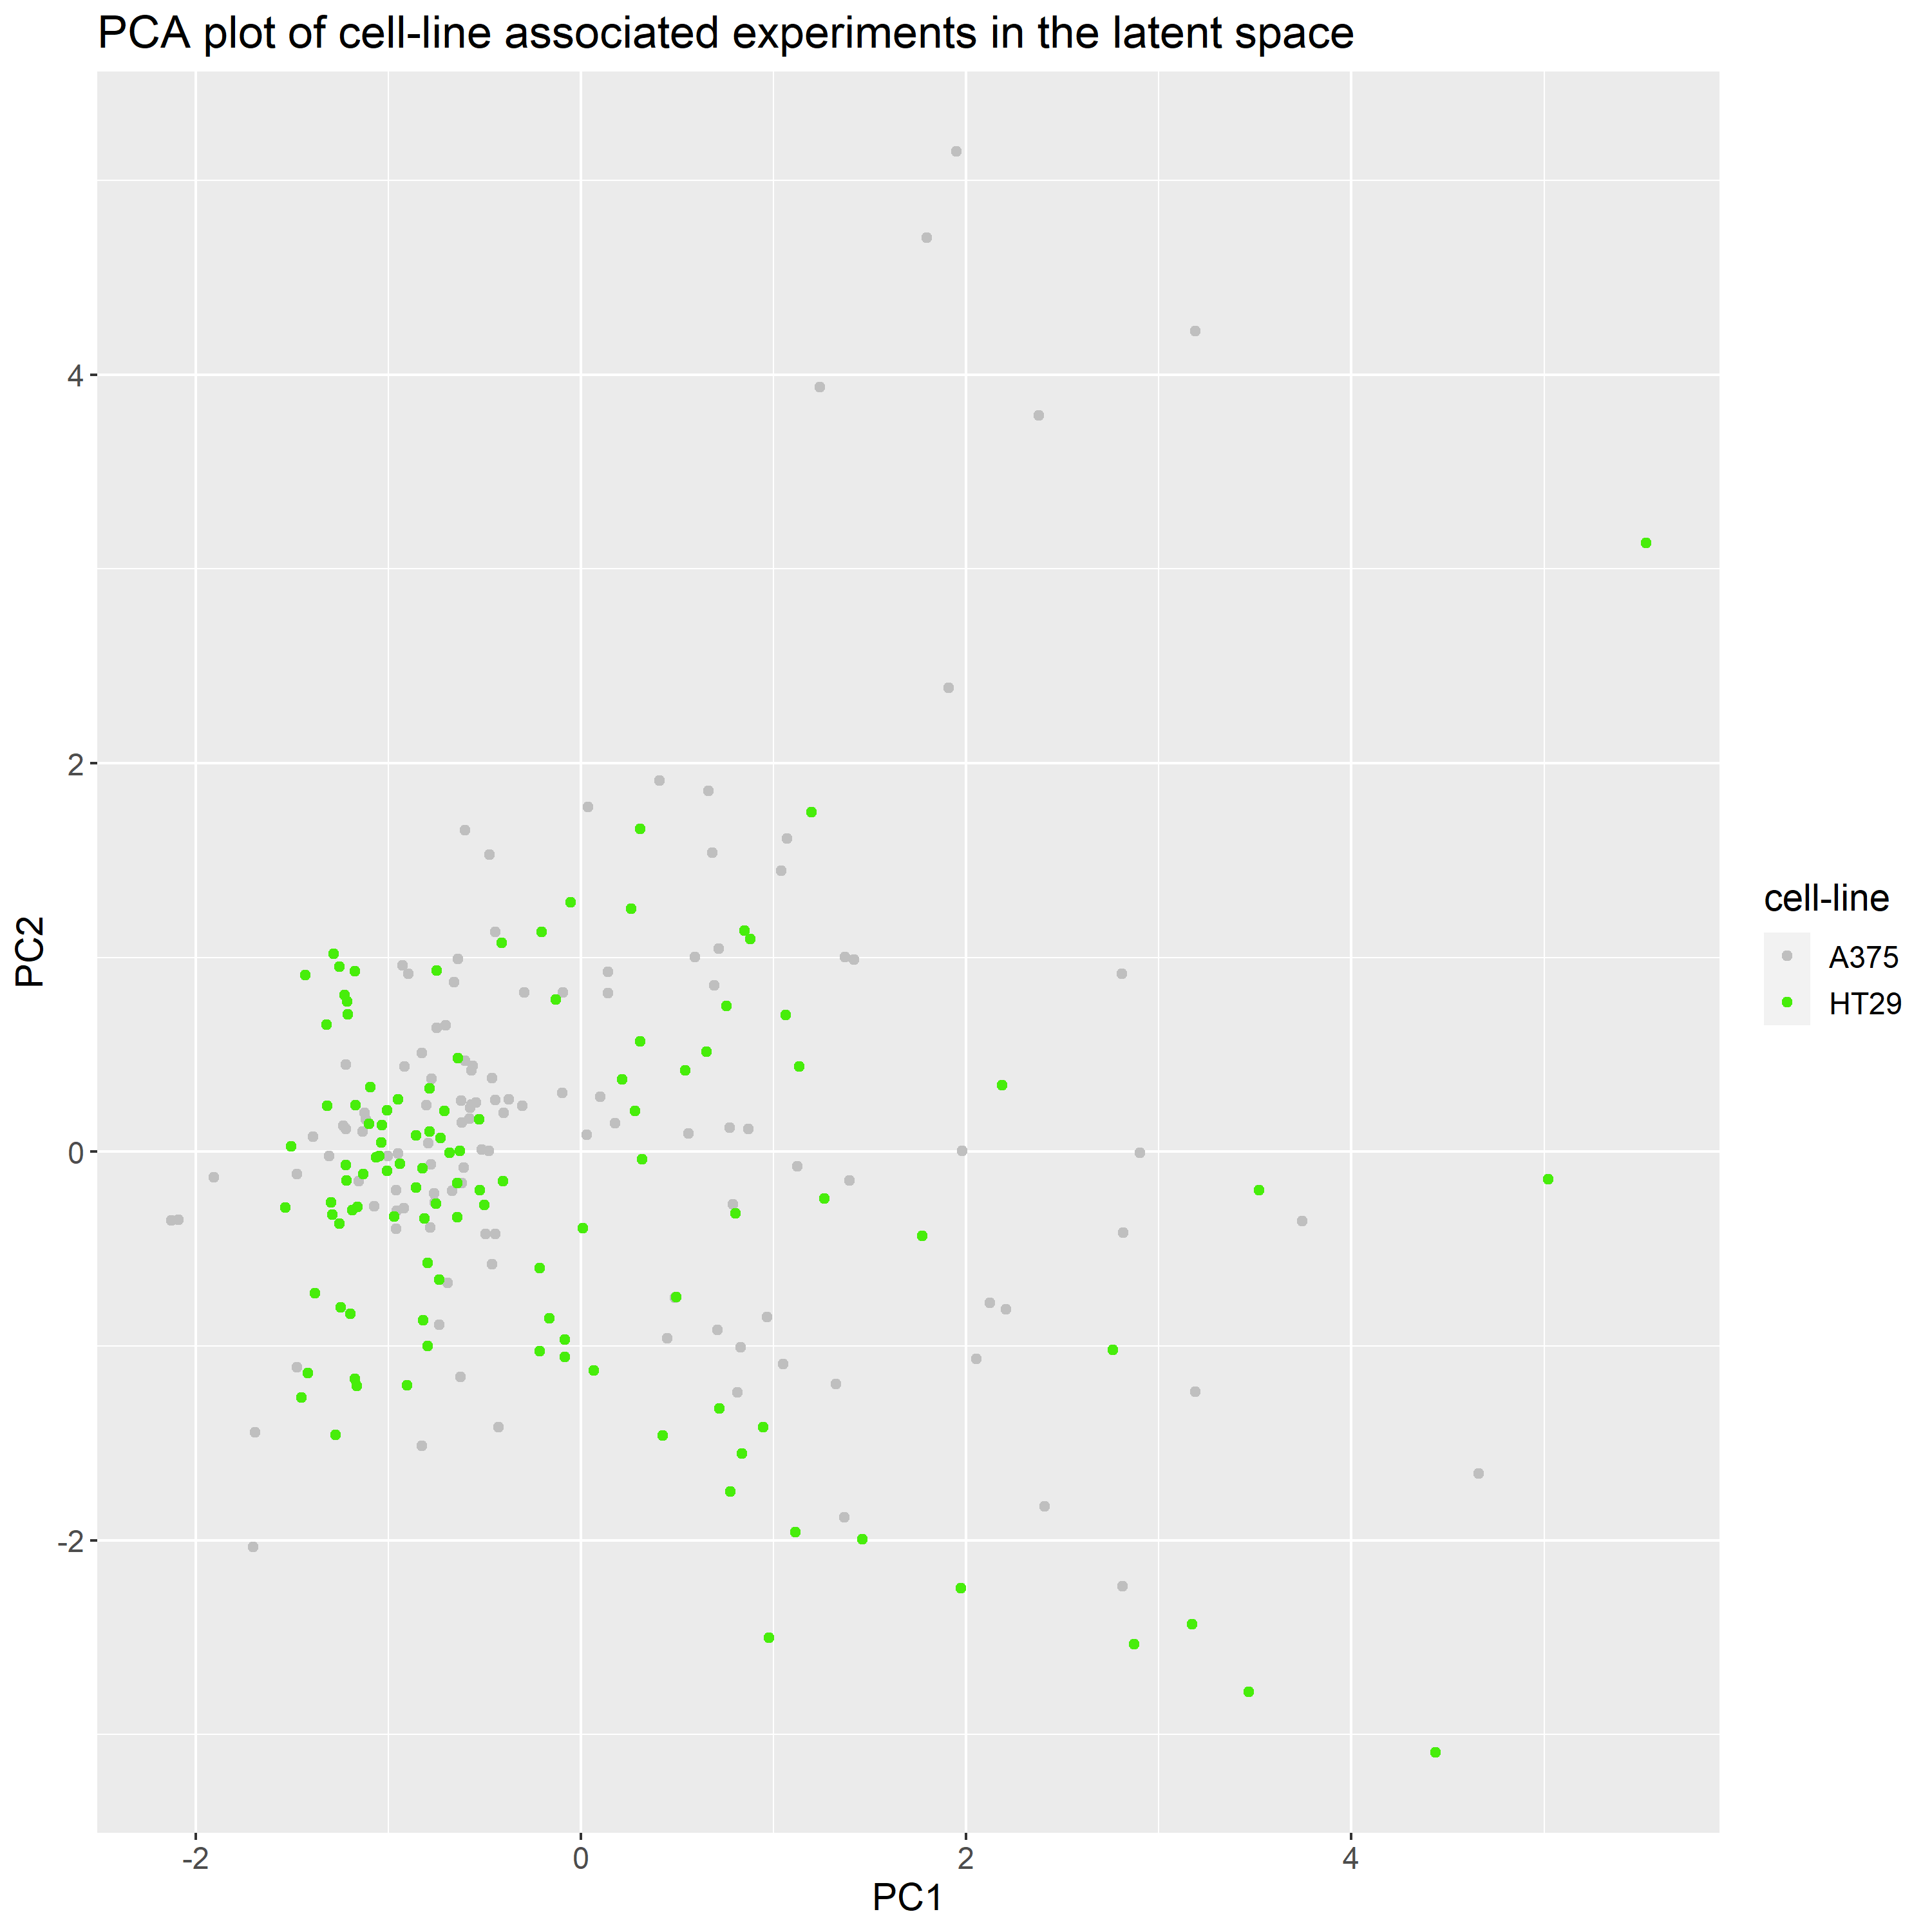 PCA plot of cell-line associated experiments in the latent space
PC2
4
2
0
-2
-2
0
2
4
PC1
cell-line
A375
HT29